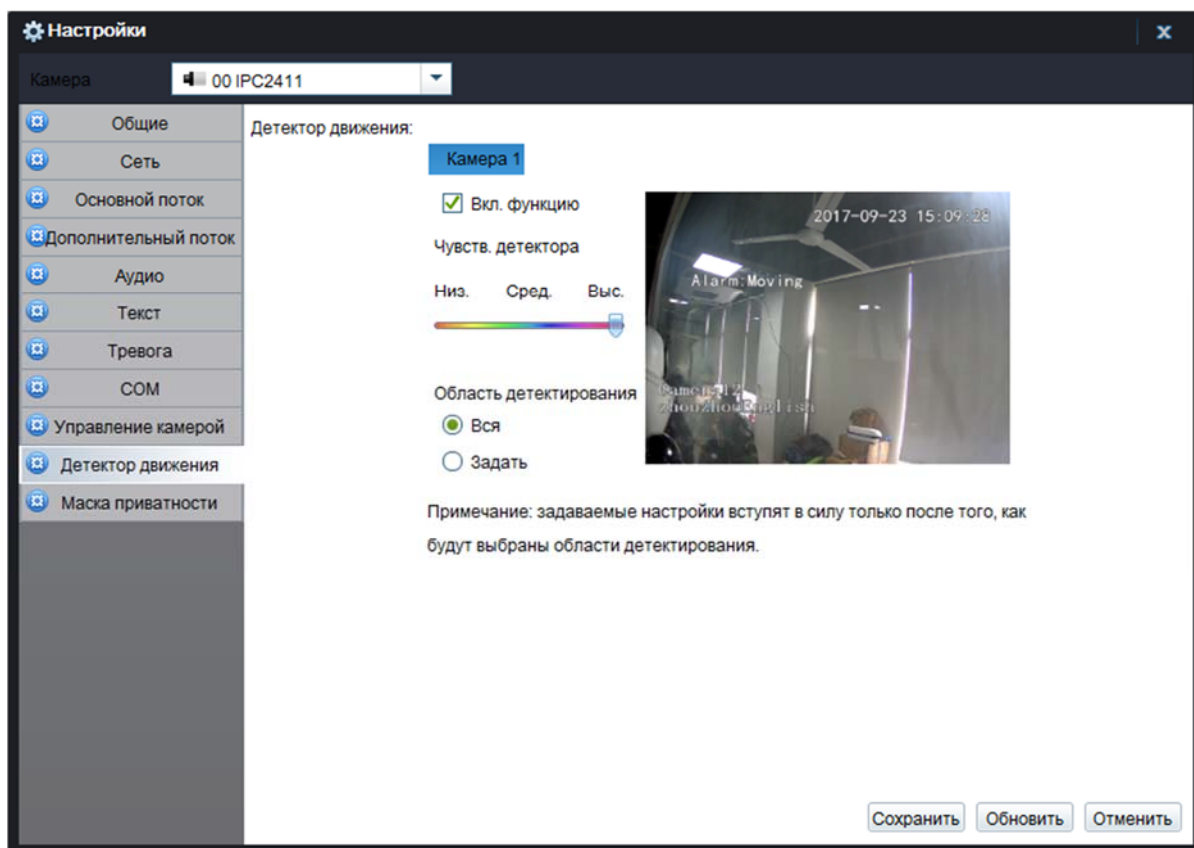 Настройки
Камера 00 IPC2411
Общие
Сеть
Основной поток
Дополнительный поток
Аудио
Текст
Тревога
COM
Управление камерой
Детектор движения
Маска приватности
Детектор движения:
Камера 1
Вкл. функцию
Чувств. детектора
Низ. Сред. Выс.
Область детектирования
Вся
Задать
2017-09-23 15:09:28
Alarm:Moving
Camera 12
zhouzhouEnglish
Примечание: задаваемые настройки вступят в силу только после того, как
будут выбраны области детектирования.
Сохранить Обновить Отменить